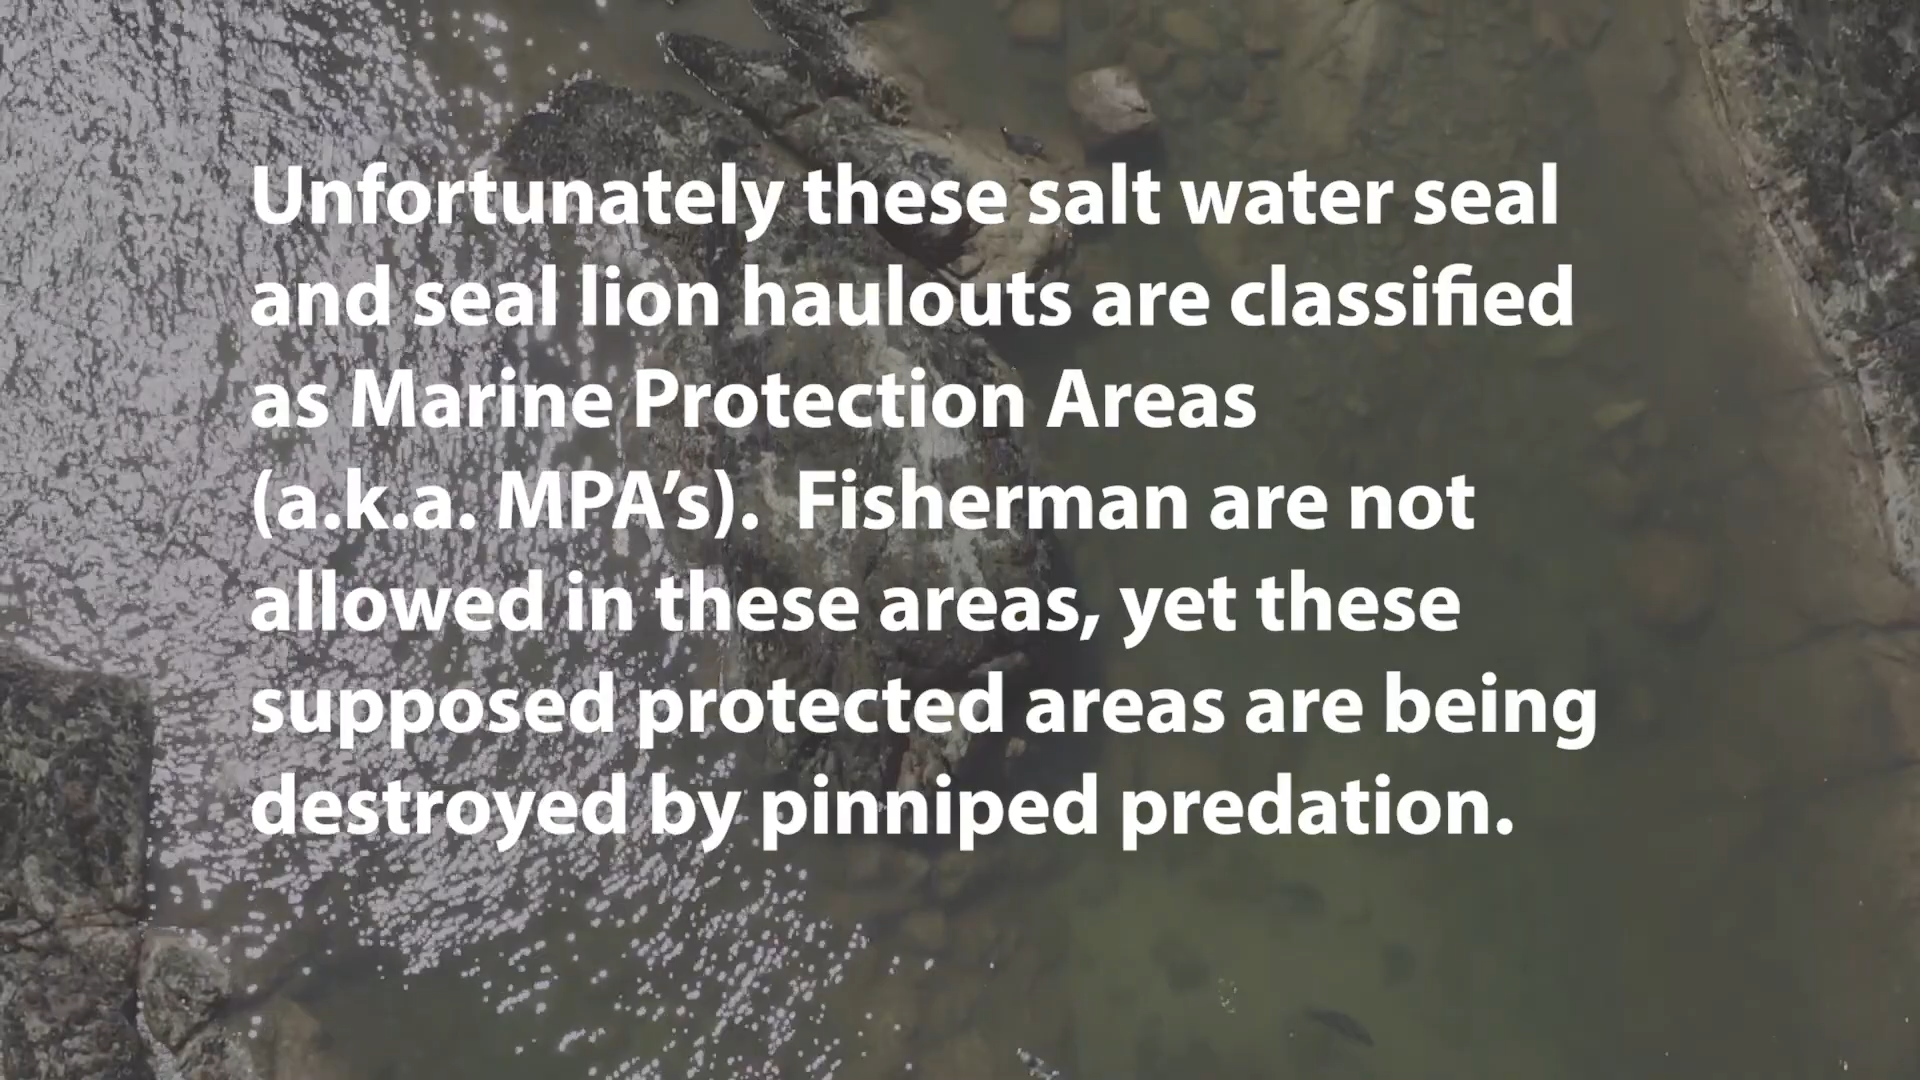 Unfortunately these salt water seal
and seal lion haulouts are classified
as Marine Protection Areas
(a.k.a. MPA’s).  Fisherman are not
allowed in these areas, yet these
supposed protected areas are being
destroyed by pinniped predation.